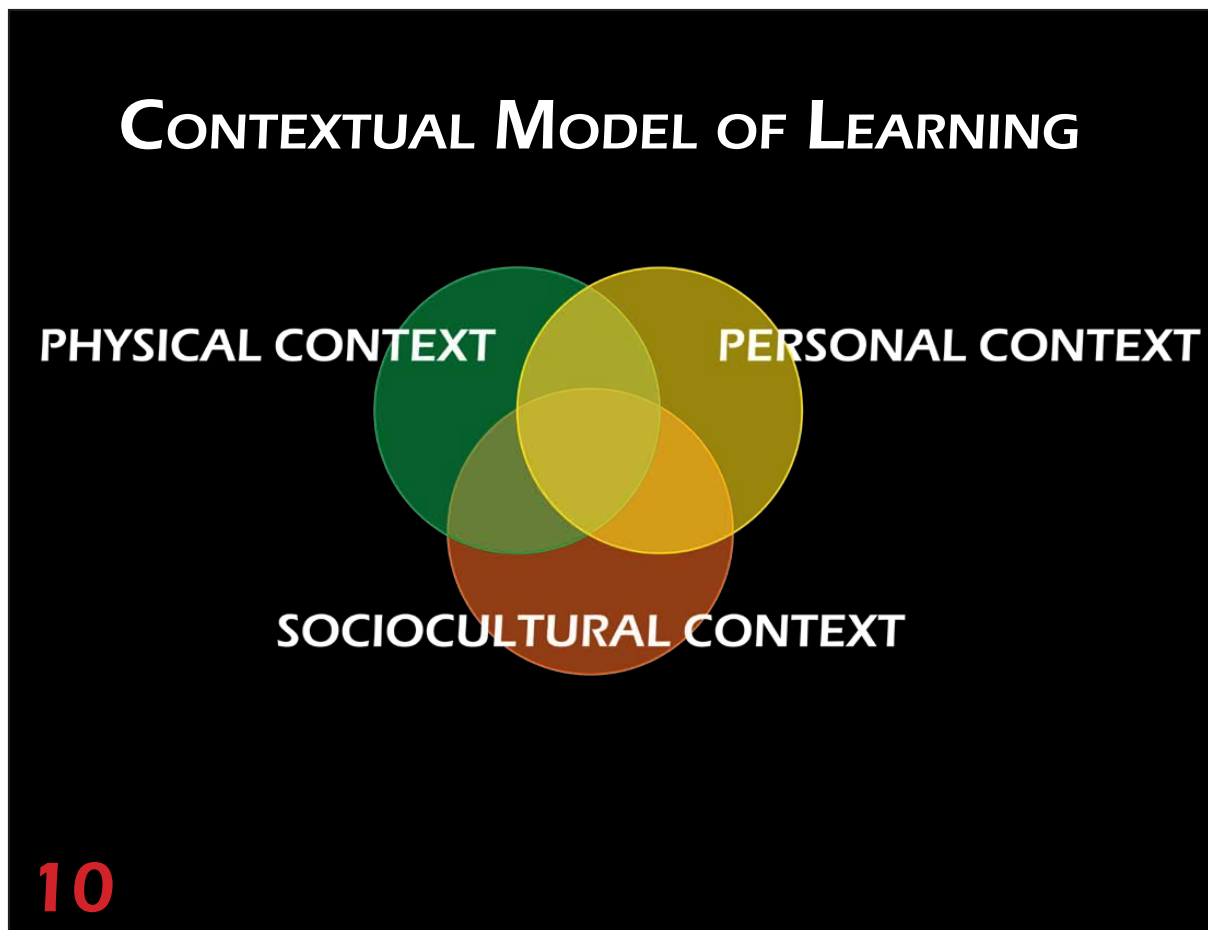 Contextual Model of Learning
PHYSICAL CONTEXT
PERSONAL CONTEXT
SOCIOCULTURAL CONTEXT
10